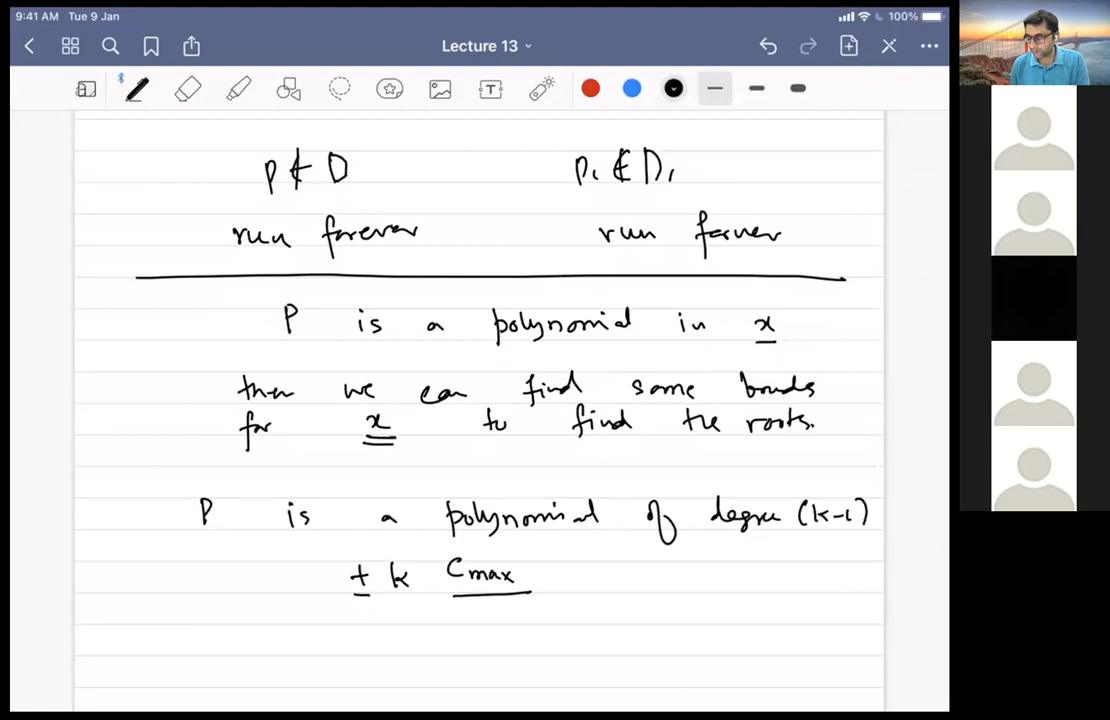 9:41 AM Tue 9 Jan
100%
Lecture 13
T
P ∉ D
P₁ ∉ D₁
run forever
run forever
P is a polynomial in x
then we can find some bounds
for x to find the roots.
P is a polynomial of degree (k-1)
± k Cmax